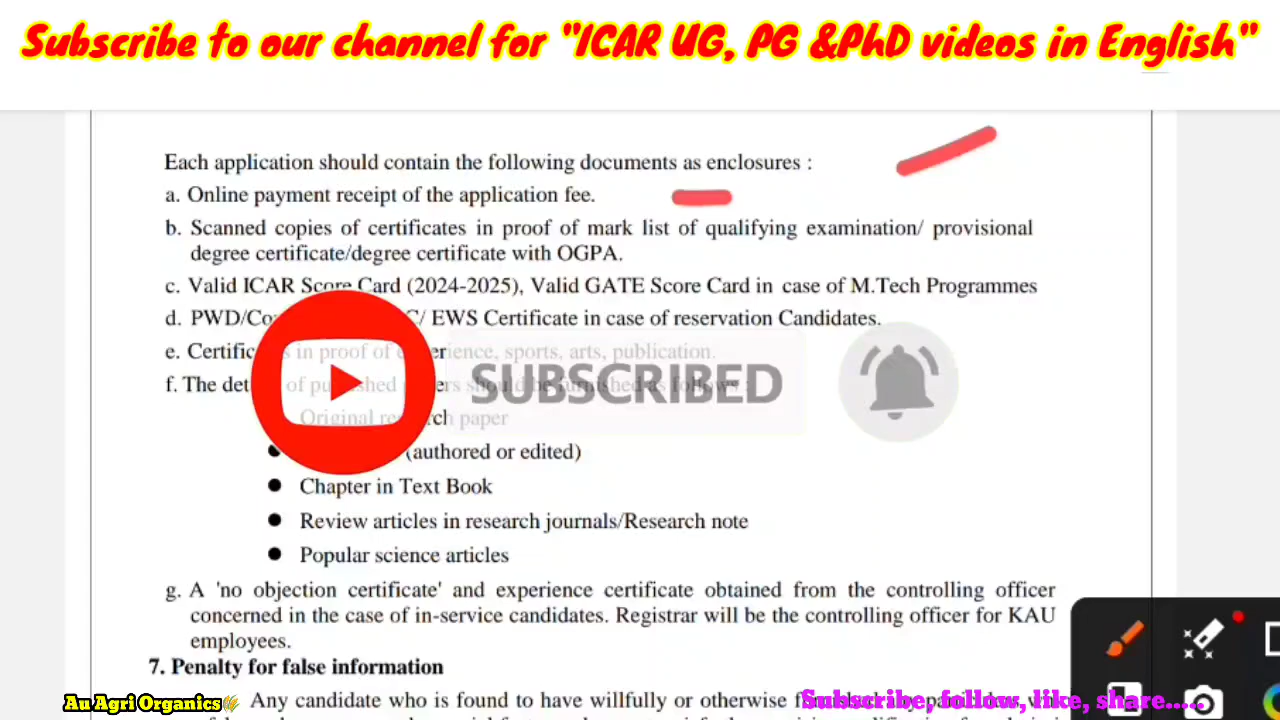 Subscribe to our channel for "ICAR UG, PG &PhD videos in English"
Each application should contain the following documents as enclosures :
a. Online payment receipt of the application fee.
b. Scanned copies of certificates in proof of mark list of qualifying examination/ provisional
degree certificate/degree certificate with OGPA.
c. Valid ICAR Score Card (2024-2025), Valid GATE Score Card in case of M.Tech Programmes
d. / EWS Certificate in case of reservation Candidates.
e. in proof of sports, arts, publication.
f. The of should be furnished as follows :
SUBSCRIBED
Original research paper
(authored or edited)
● Chapter in Text Book
● Review articles in research journals/Research note
● Popular science articles
g. A 'no objection certificate' and experience certificate obtained from the controlling officer
concerned in the case of in-service candidates. Registrar will be the controlling officer for KAU
employees.
7. Penalty for false information
Any candidate who is found to have willfully or otherwise
Au Agri Organics
Subscribe, follow, like, share.....